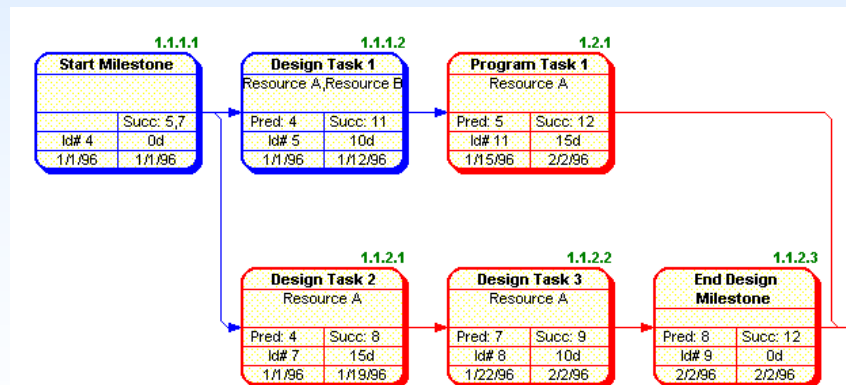 1.1.1.1
Start Milestone
Succ: 5,7
Id# 4 0d
1/1/96 1/1/96
1.1.1.2
Design Task 1
Resource A,Resource B
Pred: 4 Succ: 11
Id# 5 10d
1/1/96 1/12/96
1.2.1
Program Task 1
Resource A
Pred: 5 Succ: 12
Id# 11 15d
1/15/96 2/2/96
1.1.2.1
Design Task 2
Resource A
Pred: 4 Succ: 8
Id# 7 15d
1/1/96 1/19/96
1.1.2.2
Design Task 3
Resource A
Pred: 7 Succ: 9
Id# 8 10d
1/22/96 2/2/96
1.1.2.3
End Design
Milestone
Pred: 8 Succ: 12
Id# 9 0d
2/2/96 2/2/96